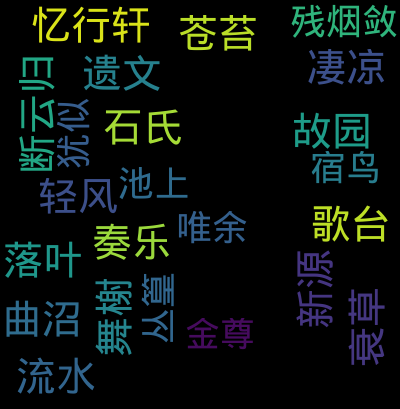 忆行轩
苍苔
残烟敛
遗文
凄凉
断云归
犹似
石氏
故园
宿鸟
轻风
池上
唯余
歌台
奏乐
落叶
新源
曲沼
舞榭
丛篁
金尊
衰草
流水